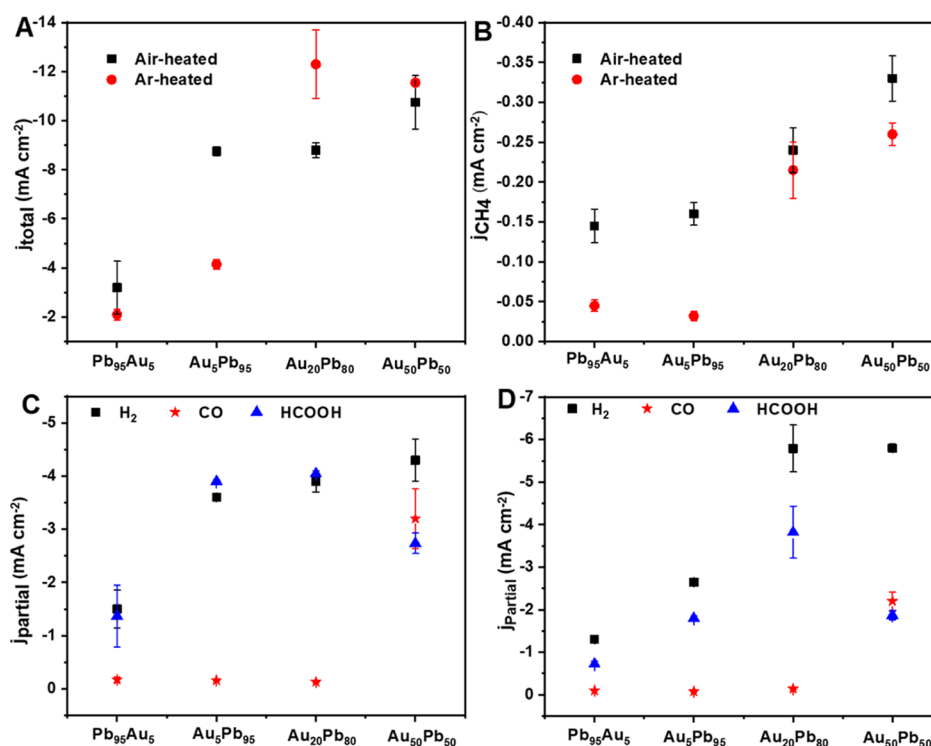 A
-14
-12
-10
-8
-6
-4
-2
j_total (mA cm⁻²)
Air-heated
Ar-heated
Pb₉₅Au₅ Au₅Pb₉₅ Au₂₀Pb₈₀ Au₅₀Pb₅₀
B
-0.40
-0.35
-0.30
-0.25
-0.20
-0.15
-0.10
-0.05
0.00
j_CH4 (mA cm⁻²)
Air-heated
Ar-heated
Pb₉₅Au₅ Au₅Pb₉₅ Au₂₀Pb₈₀ Au₅₀Pb₅₀
C
H₂ CO HCOOH
-5
-4
-3
-2
-1
0
j_partial (mA cm⁻²)
Pb₉₅Au₅ Au₅Pb₉₅ Au₂₀Pb₈₀ Au₅₀Pb₅₀
D
H₂ CO HCOOH
-7
-6
-5
-4
-3
-2
-1
0
j_Partial (mA cm⁻²)
Pb₉₅Au₅ Au₅Pb₉₅ Au₂₀Pb₈₀ Au₅₀Pb₅₀